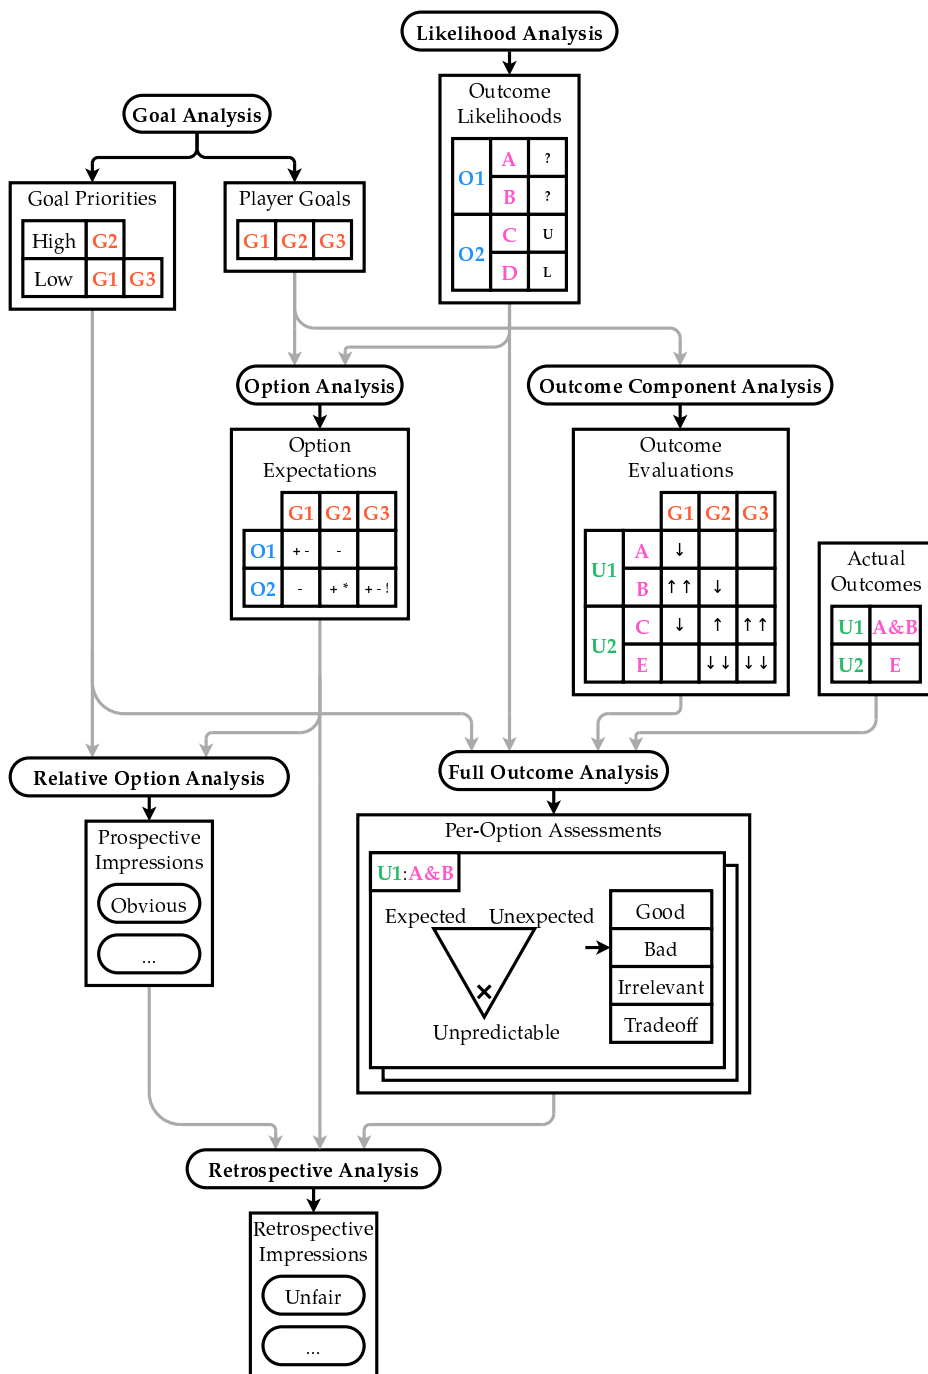 Likelihood Analysis
Outcome
Likelihoods
O1 A ?
B ?
O2 C U
D L
Goal Analysis
Goal Priorities
High G2
Low G1 G3
Player Goals
G1 G2 G3
Option Analysis
Option
Expectations
G1 G2 G3
O1 + - -
O2 - + * + - !
Outcome Component Analysis
Outcome
Evaluations
G1 G2 G3
U1 A ↓
B ↑ ↑ ↓
U2 C ↓ ↑ ↑ ↑
E ↓ ↓ ↓ ↓
Actual
Outcomes
U1 A&B
U2 E
Relative Option Analysis
Prospective
Impressions
Obvious
...
Full Outcome Analysis
Per-Option Assessments
U1:A&B
Expected Unexpected
Unpredictable
Good
Bad
Irrelevant
Tradeoff
Retrospective Analysis
Retrospective
Impressions
Unfair
...